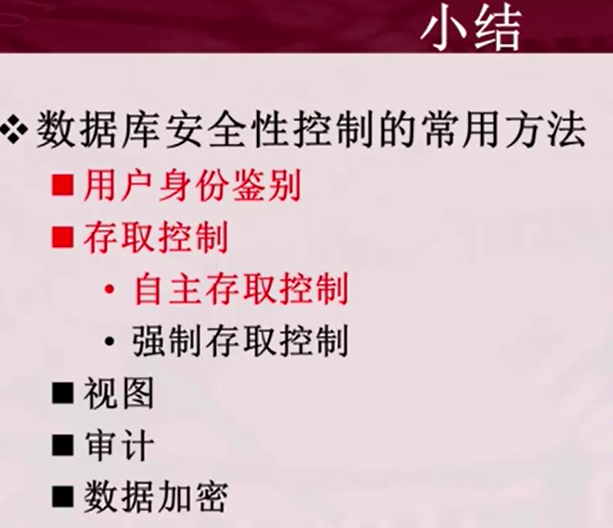 小结
数据库安全性控制的常用方法
用户身份鉴别
存取控制
自主存取控制
强制存取控制
视图
审计
数据加密